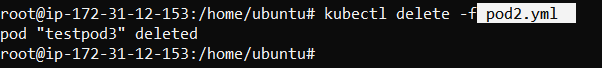 root@ip-172-31-12-153:/home/ubuntu# kubectl delete -f pod2.yml
pod "testpod3" deleted
root@ip-172-31-12-153:/home/ubuntu#